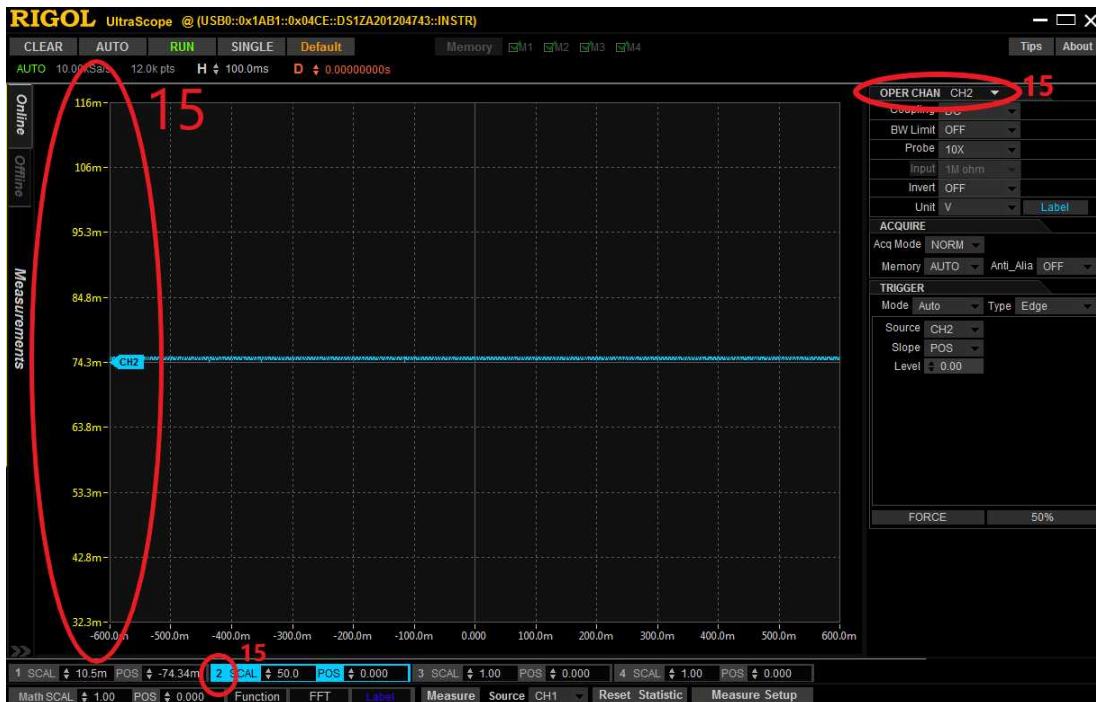 RIGOL UltraScope @ (USB0::0x1AB1::0x04CE::DS1ZA201204743::INSTR)
CLEAR AUTO RUN SINGLE Default Memory M1 M2 M3 M4 Tips About
AUTO 10.00kSa/s 12.0k pts H 100.0ms D 0.00000000s
15
15
Online
Offline
Measurements
116m
106m
95.3m
84.8m
74.3m
63.8m
53.3m
42.8m
32.3m
CH2
-600.0m -500.0m -400.0m -300.0m -200.0m -100.0m 0.000 100.0m 200.0m 300.0m 400.0m 500.0m 600.0m
OPER CHAN CH2
Coupling DC
BW Limit OFF
Probe 10X
Input 1M ohm
Invert OFF
Unit V Label
ACQUIRE
Acq Mode NORM
Memory AUTO Anti_Alia OFF
TRIGGER
Mode Auto Type Edge
Source CH2
Slope POS
Level 0.00
FORCE 50%
15
1 SCAL 10.5m POS -74.34m 2 SCAL 50.0 POS 0.000 3 SCAL 1.00 POS 0.000 4 SCAL 1.00 POS 0.000
Math SCAL 1.00 POS 0.000 Function FFT Label Measure Source CH1 Reset Statistic Measure Setup